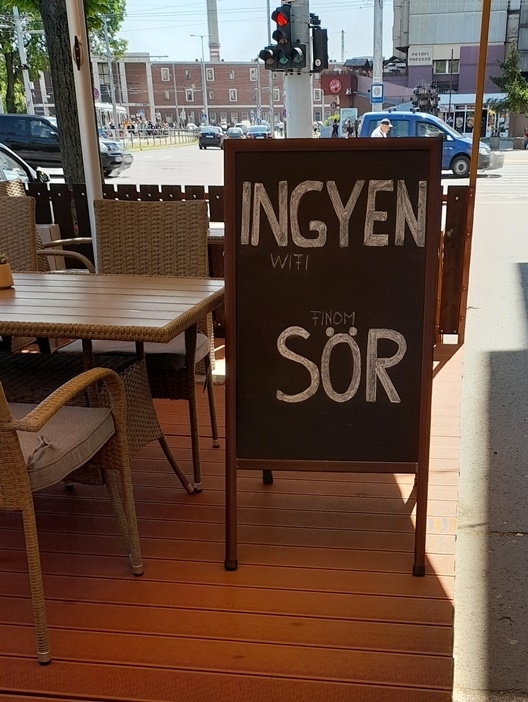 PETŐFI
PRESSZÓ
INGYEN
WIFI
FINOM
SÖR